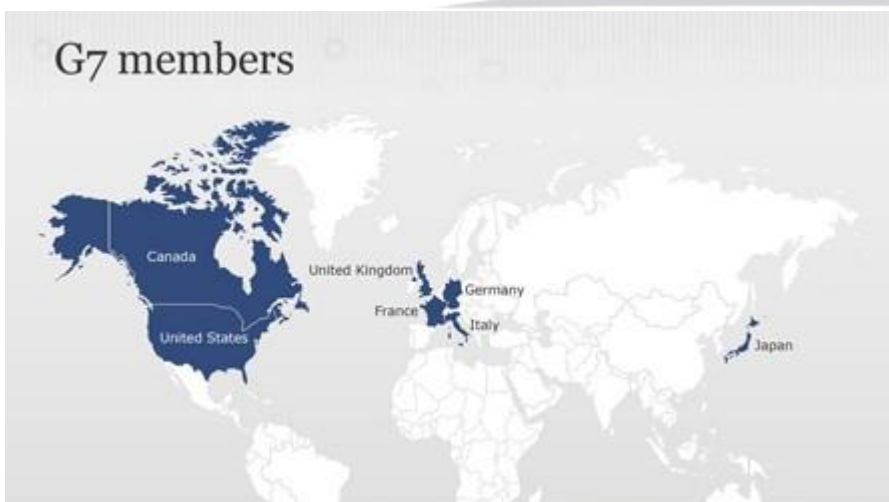 G7 members
Canada
United Kingdom
Germany
France
Italy
United States
Japan